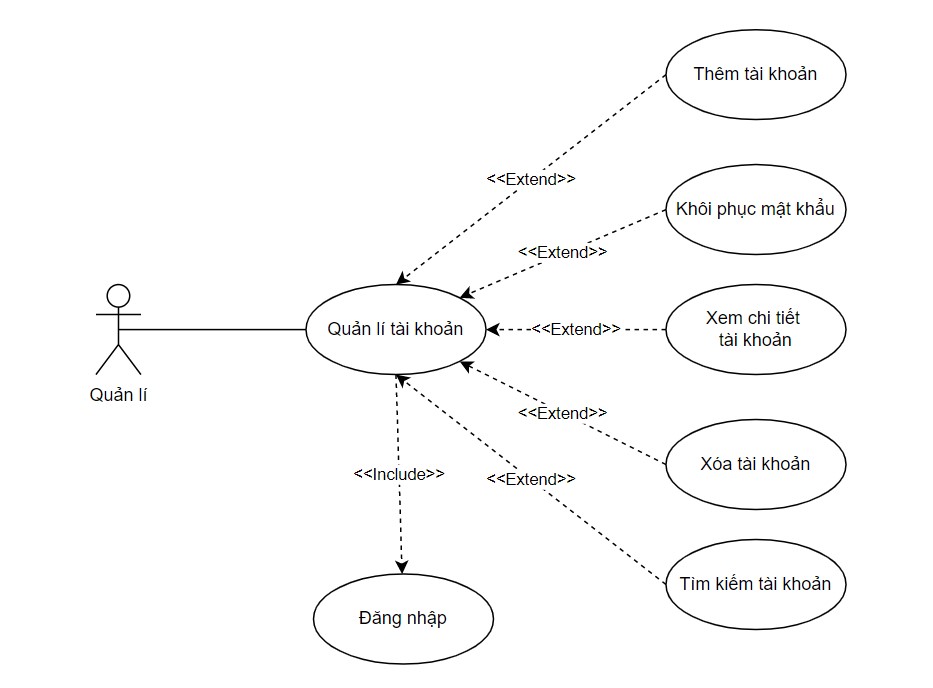 Thêm tài khoản
<<Extend>>
Khôi phục mật khẩu
<<Extend>>
Xem chi tiết
tài khoản
<<Extend>>
Quản lí tài khoản
Quản lí
<<Extend>>
Xóa tài khoản
<<Include>>
<<Extend>>
Tìm kiếm tài khoản
Đăng nhập